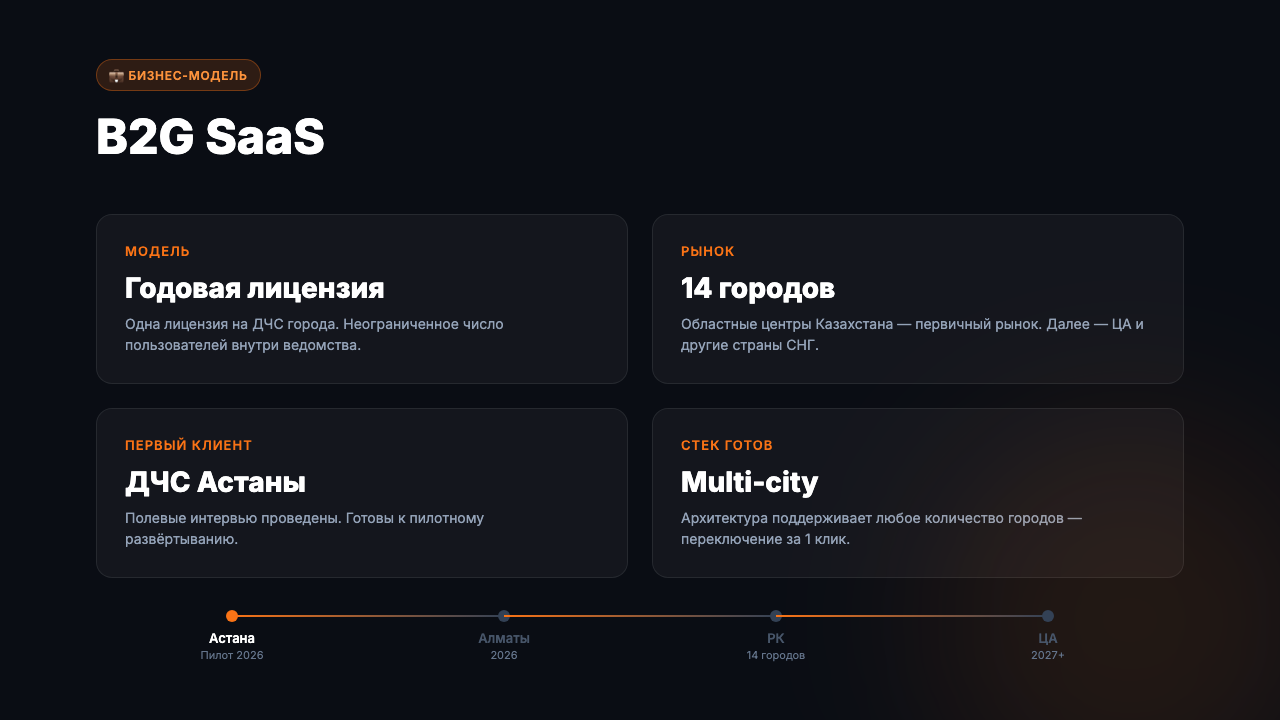 БИЗНЕС-МОДЕЛЬ
B2G SaaS
МОДЕЛЬ
Годовая лицензия
Одна лицензия на ДЧС города. Неограниченное число
пользователей внутри ведомства.
РЫНОК
14 городов
Областные центры Казахстана — первичный рынок. Далее — ЦА и
другие страны СНГ.
ПЕРВЫЙ КЛИЕНТ
ДЧС Астаны
Полевые интервью проведены. Готовы к пилотному
развёртыванию.
СТЕК ГОТОВ
Multi-city
Архитектура поддерживает любое количество городов —
переключение за 1 клик.
Астана
Пилот 2026
Алматы
2026
РК
14 городов
ЦА
2027+